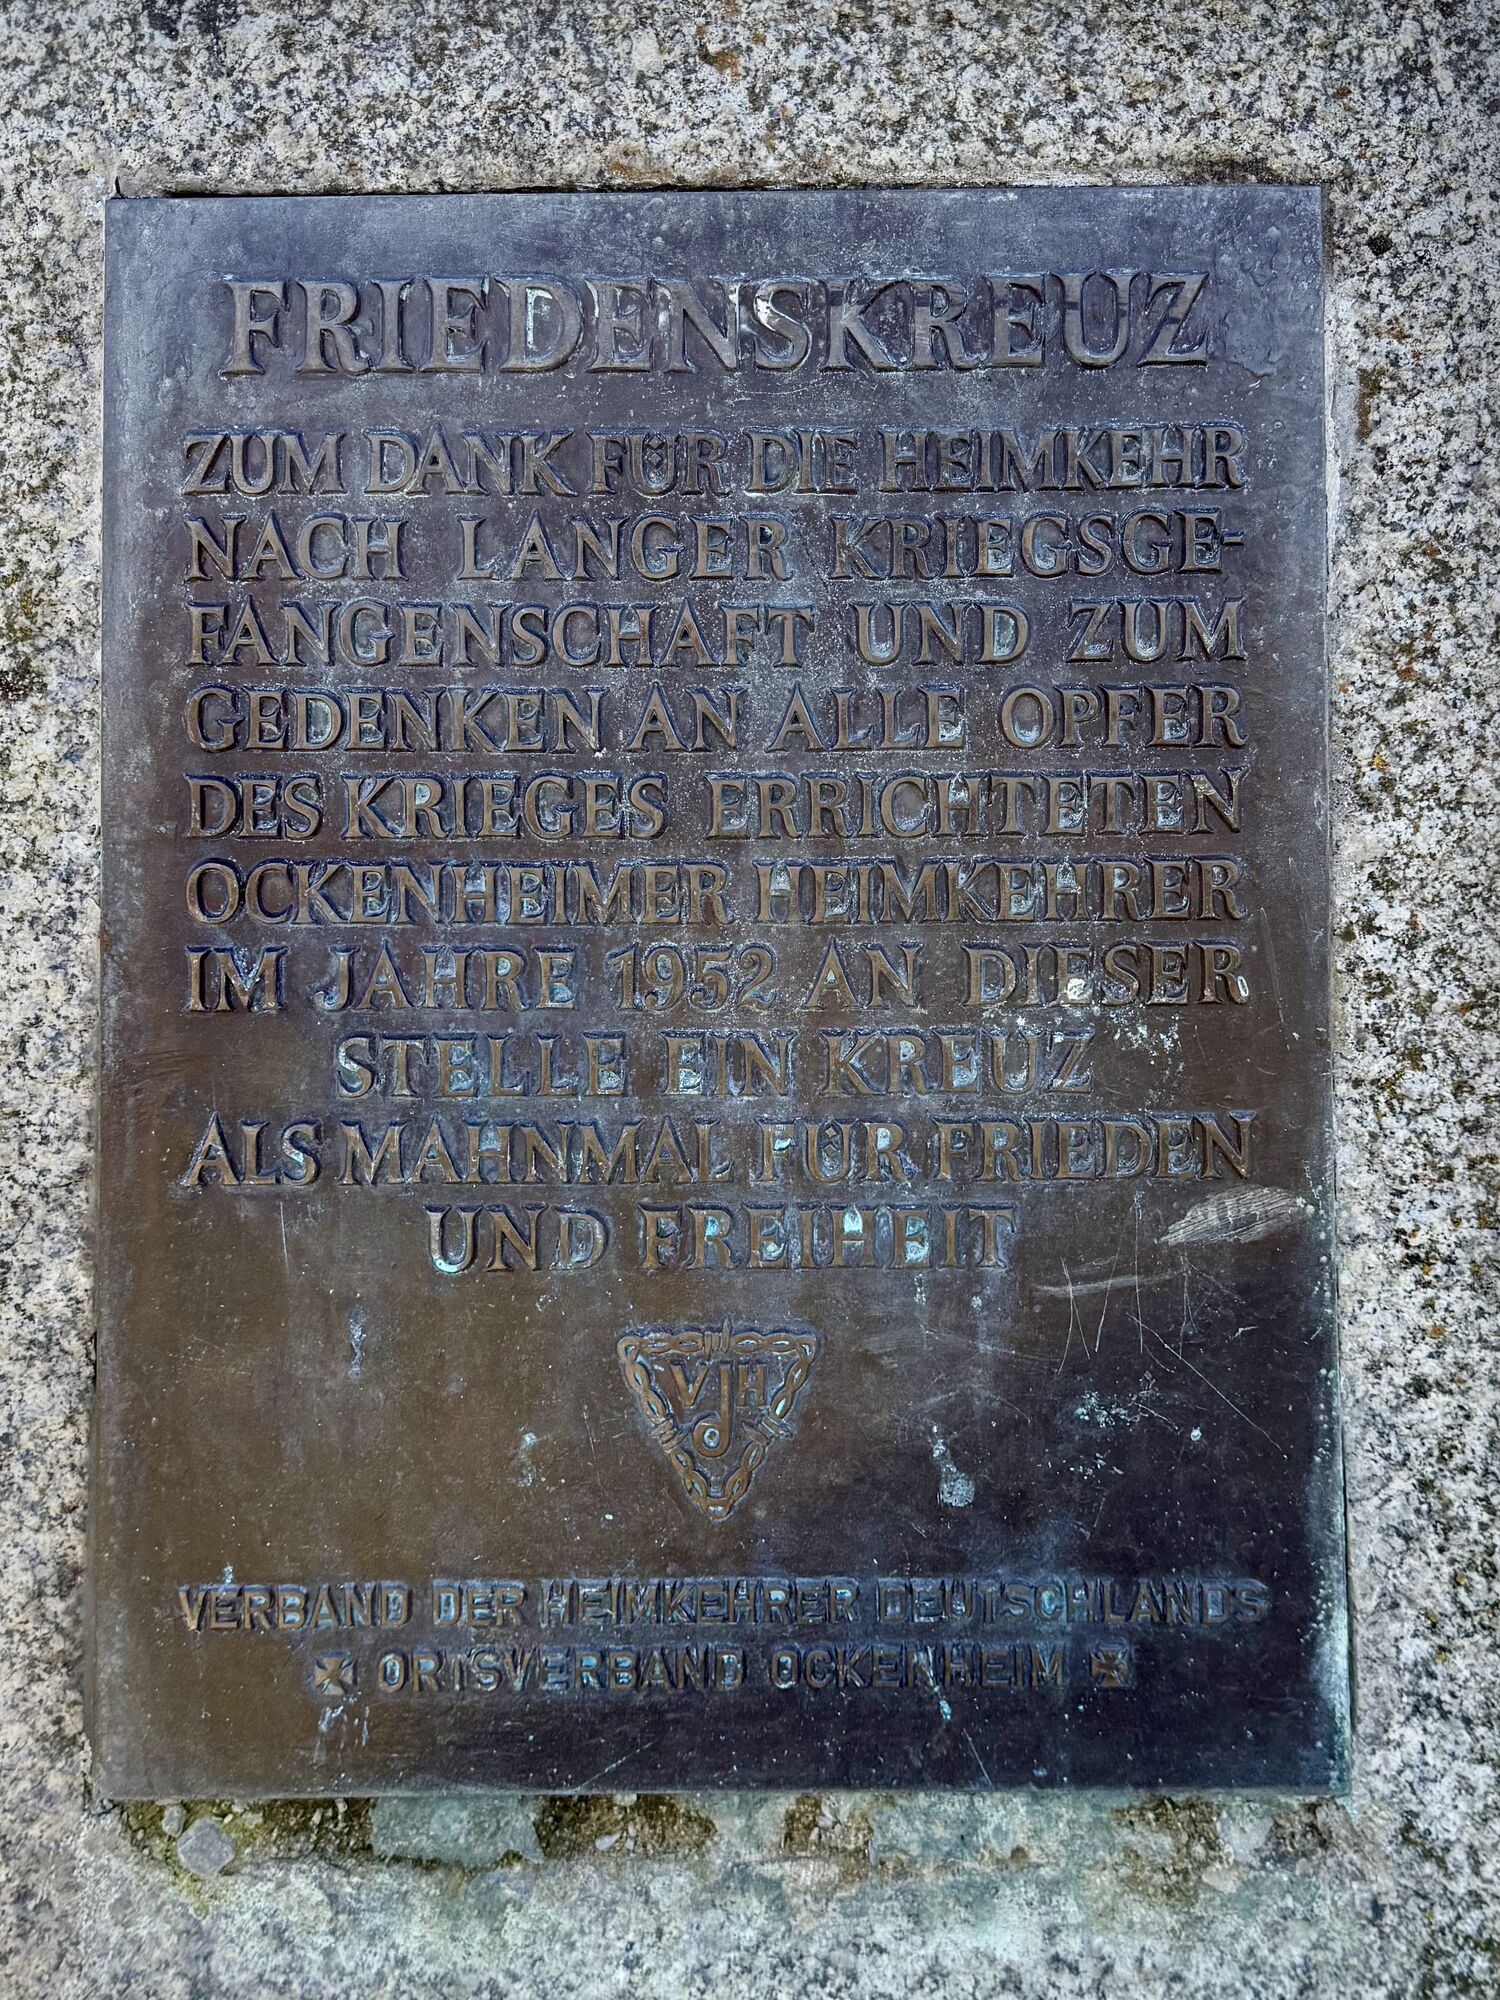 FRIEDENSKREUZ
ZUM DANK FÜR DIE HEIMKEHR
NACH LANGER KRIEGSGE-
FANGENSCHAFT UND ZUM
GEDENKEN AN ALLE OPFER
DES KRIEGES ERRICHTETEN
OCKENHEIMER HEIMKEHRER
IM JAHRE 1952 AN DIESER
STELLE EIN KREUZ
ALS MAHNMAL FÜR FRIEDEN
UND FREIHEIT
VdH
VERBAND DER HEIMKEHRER DEUTSCHLANDS
ORTSVERBAND OCKENHEIM